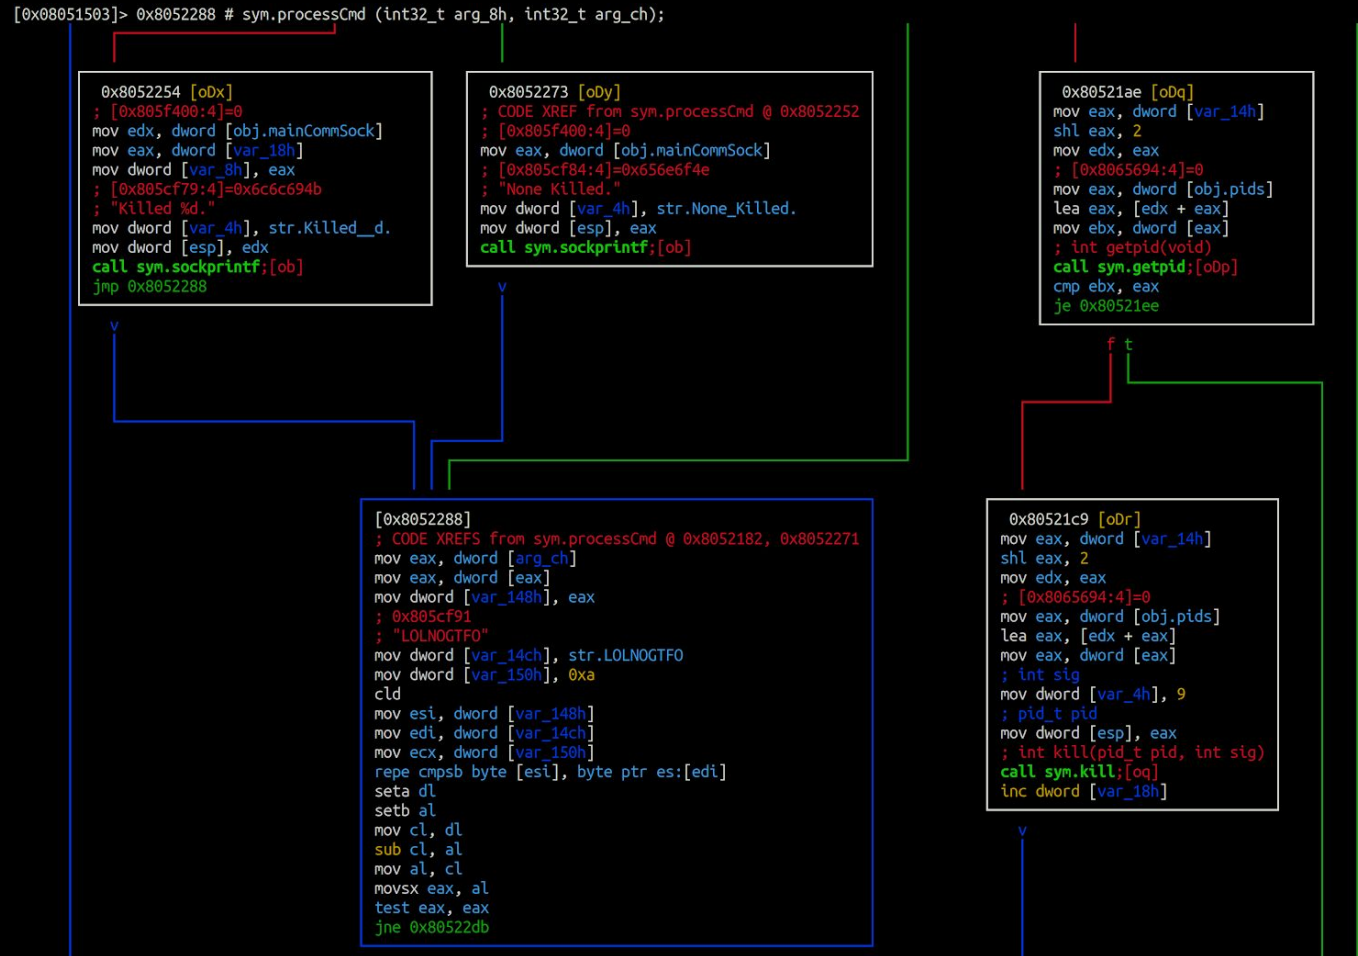 [0x08051503]> 0x8052288 # sym.processCmd (int32_t arg_8h, int32_t arg_ch);
0x8052254 [oDx]
; [0x805f400:4]=0
mov edx, dword [obj.mainCommSock]
mov eax, dword [var_18h]
mov dword [var_8h], eax
; [0x805cf79:4]=0x6c6c694b
; "Killed %d."
mov dword [var_4h], str.Killed__d.
mov dword [esp], edx
call sym.sockprintf;[ob]
jmp 0x8052288
v
0x8052273 [oDy]
; CODE XREF from sym.processCmd @ 0x8052252
; [0x805f400:4]=0
mov eax, dword [obj.mainCommSock]
; [0x805cf84:4]=0x656e6f4e
; "None Killed."
mov dword [var_4h], str.None_Killed.
mov dword [esp], eax
call sym.sockprintf;[ob]
v
0x80521ae [oDq]
mov eax, dword [var_14h]
shl eax, 2
mov edx, eax
; [0x8065694:4]=0
mov eax, dword [obj.pids]
lea eax, [edx + eax]
mov ebx, dword [eax]
; int getpid(void)
call sym.getpid;[oDp]
cmp ebx, eax
je 0x80521ee
f t
[0x8052288]
; CODE XREFS from sym.processCmd @ 0x8052182, 0x8052271
mov eax, dword [arg_ch]
mov eax, dword [eax]
mov dword [var_148h], eax
; 0x805cf91
; "LOLNOGTFO"
mov dword [var_14ch], str.LOLNOGTFO
mov dword [var_150h], 0xa
cld
mov esi, dword [var_148h]
mov edi, dword [var_14ch]
mov ecx, dword [var_150h]
repe cmpsb byte [esi], byte ptr es:[edi]
seta dl
setb al
mov cl, dl
sub cl, al
mov al, cl
movsx eax, al
test eax, eax
jne 0x80522db
0x80521c9 [oDr]
mov eax, dword [var_14h]
shl eax, 2
mov edx, eax
; [0x8065694:4]=0
mov eax, dword [obj.pids]
lea eax, [edx + eax]
mov eax, dword [eax]
; int sig
mov dword [var_4h], 9
; pid_t pid
mov dword [esp], eax
; int kill(pid_t pid, int sig)
call sym.kill;[oq]
inc dword [var_18h]
v